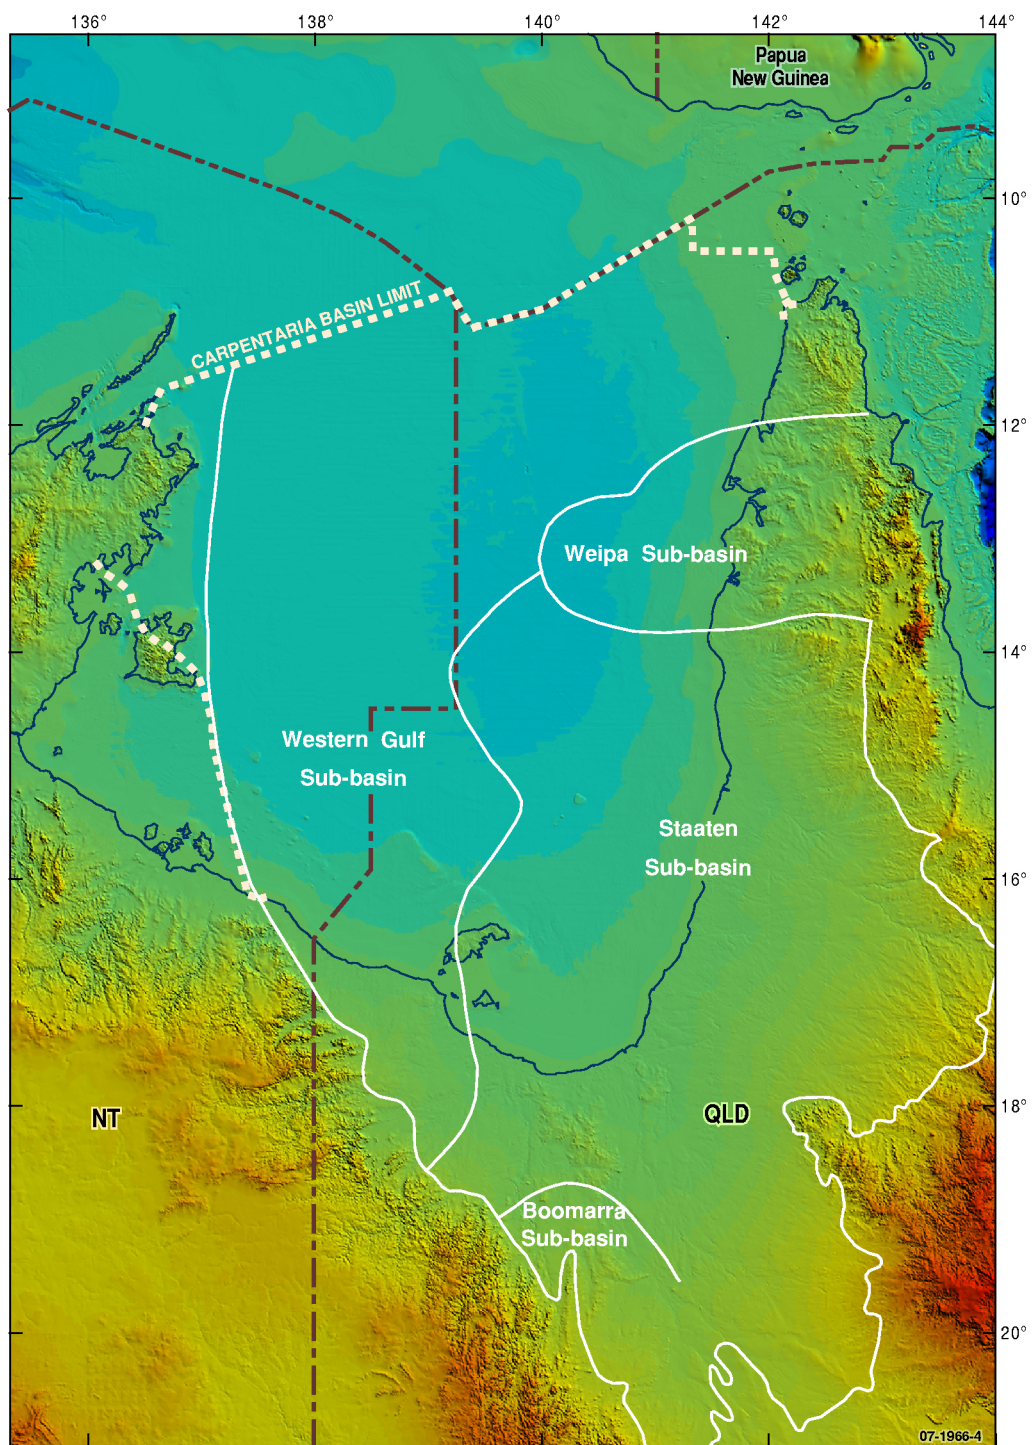 136° 138° 140° 142° 144°
Papua
New Guinea
10°
CARPENTARIA BASIN LIMIT
12°
Weipa Sub-basin
14°
Western Gulf
Sub-basin
Staaten
Sub-basin
16°
NT
QLD
18°
Boomarra
Sub-basin
20°
07-1966-4